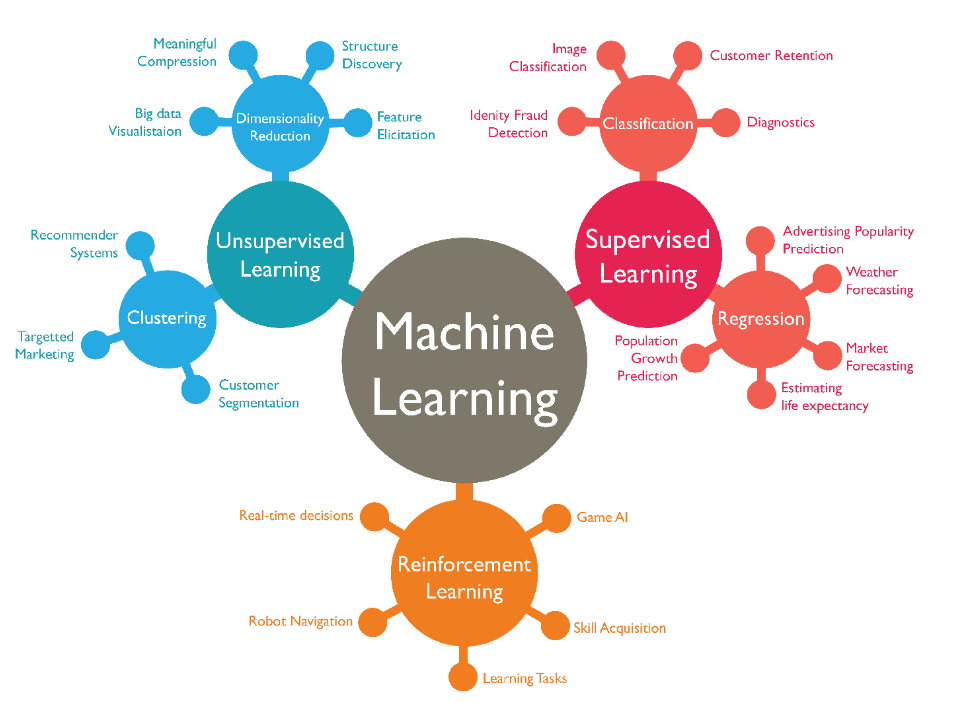 Meaningful
Compression
Structure
Discovery
Big data
Visualistaion
Dimensionality
Reduction
Feature
Elicitation
Image
Classification
Customer Retention
Idenity Fraud
Detection
Classification
Diagnostics
Unsupervised
Learning
Supervised
Learning
Recommender
Systems
Clustering
Targetted
Marketing
Customer
Segmentation
Advertising Popularity
Prediction
Weather
Forecasting
Regression
Population
Growth
Prediction
Market
Forecasting
Estimating
life expectancy
Machine
Learning
Real-time decisions
Game AI
Reinforcement
Learning
Robot Navigation
Skill Acquisition
Learning Tasks